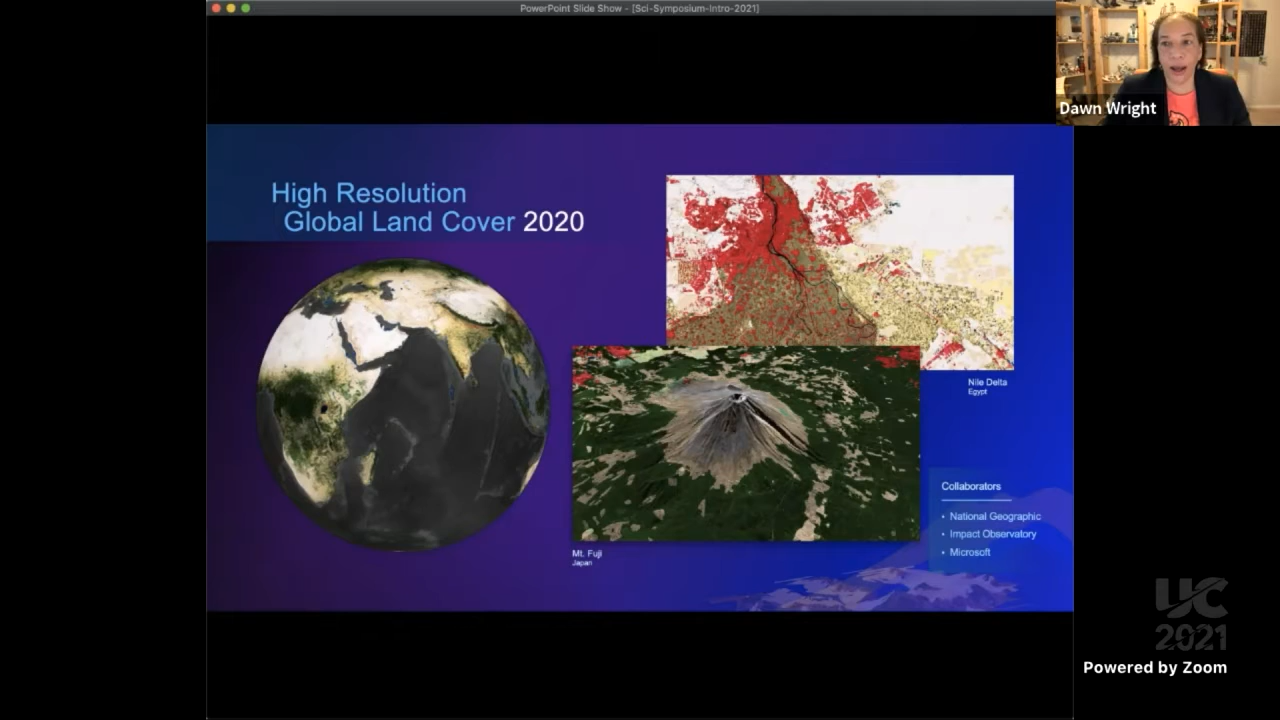 PowerPoint Slide Show - [Sci-Symposium-Intro-2021]
Dawn Wright
High Resolution
Global Land Cover 2020
Nile Delta
Egypt
Collaborators
• National Geographic
• Impact Observatory
• Microsoft
Mt. Fuji
Japan
UC
2021
Powered by Zoom